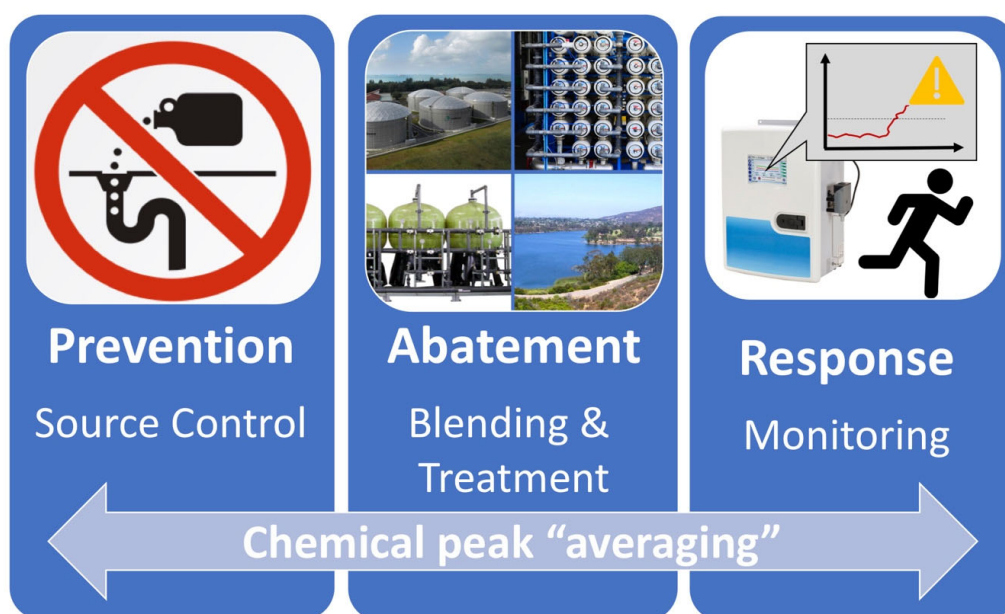 Prevention
Source Control
Abatement
Blending &
Treatment
Response
Monitoring
Chemical peak “averaging”